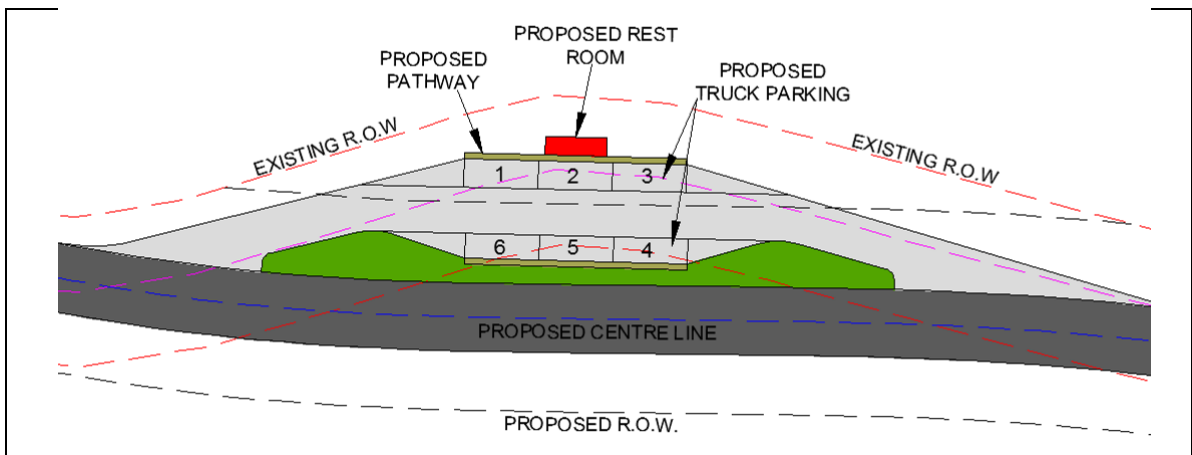 PROPOSED REST
ROOM
PROPOSED
PATHWAY
PROPOSED
TRUCK PARKING
EXISTING R.O.W
EXISTING R.O.W
1 2 3
6 5 4
PROPOSED CENTRE LINE
PROPOSED R.O.W.